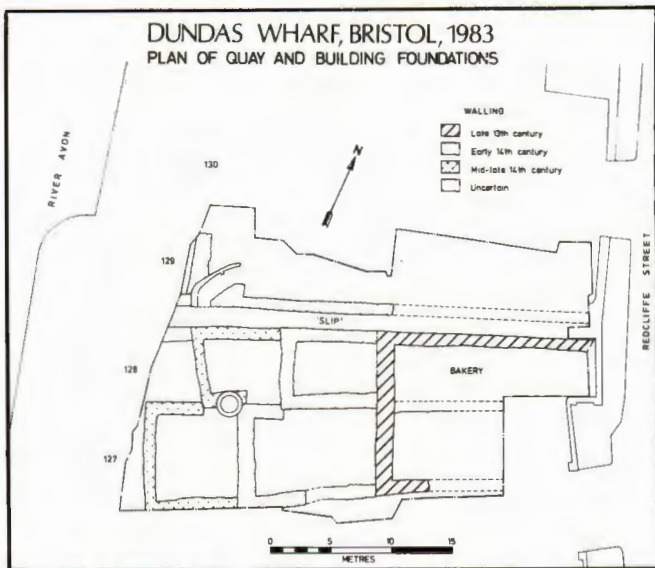 DUNDAS WHARF, BRISTOL, 1983
PLAN OF QUAY AND BUILDING FOUNDATIONS
WALLING
Late 13th century
Early 14th century
Mid-late 14th century
Uncertain
RIVER AVON
130
N
129
'SLIP'
REDCLIFFE STREET
128
BAKERY
127
0 5 10 15
METRES